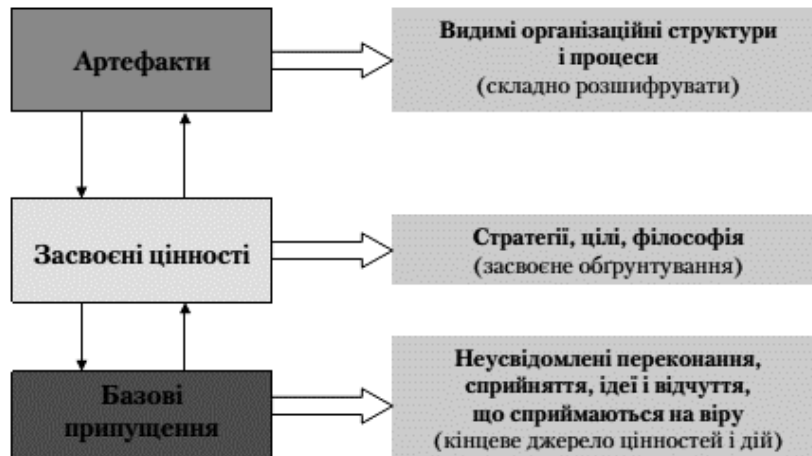 Артефакти
Видимі організаційні структури
і процеси
(складно розшифрувати)
Засвоєні цінності
Стратегії, цілі, філософія
(засвоєне обґрунтування)
Базові
припущення
Неусвідомлені переконання,
сприйняття, ідеї і відчуття,
що сприймаються на віру
(кінцеве джерело цінностей і дій)